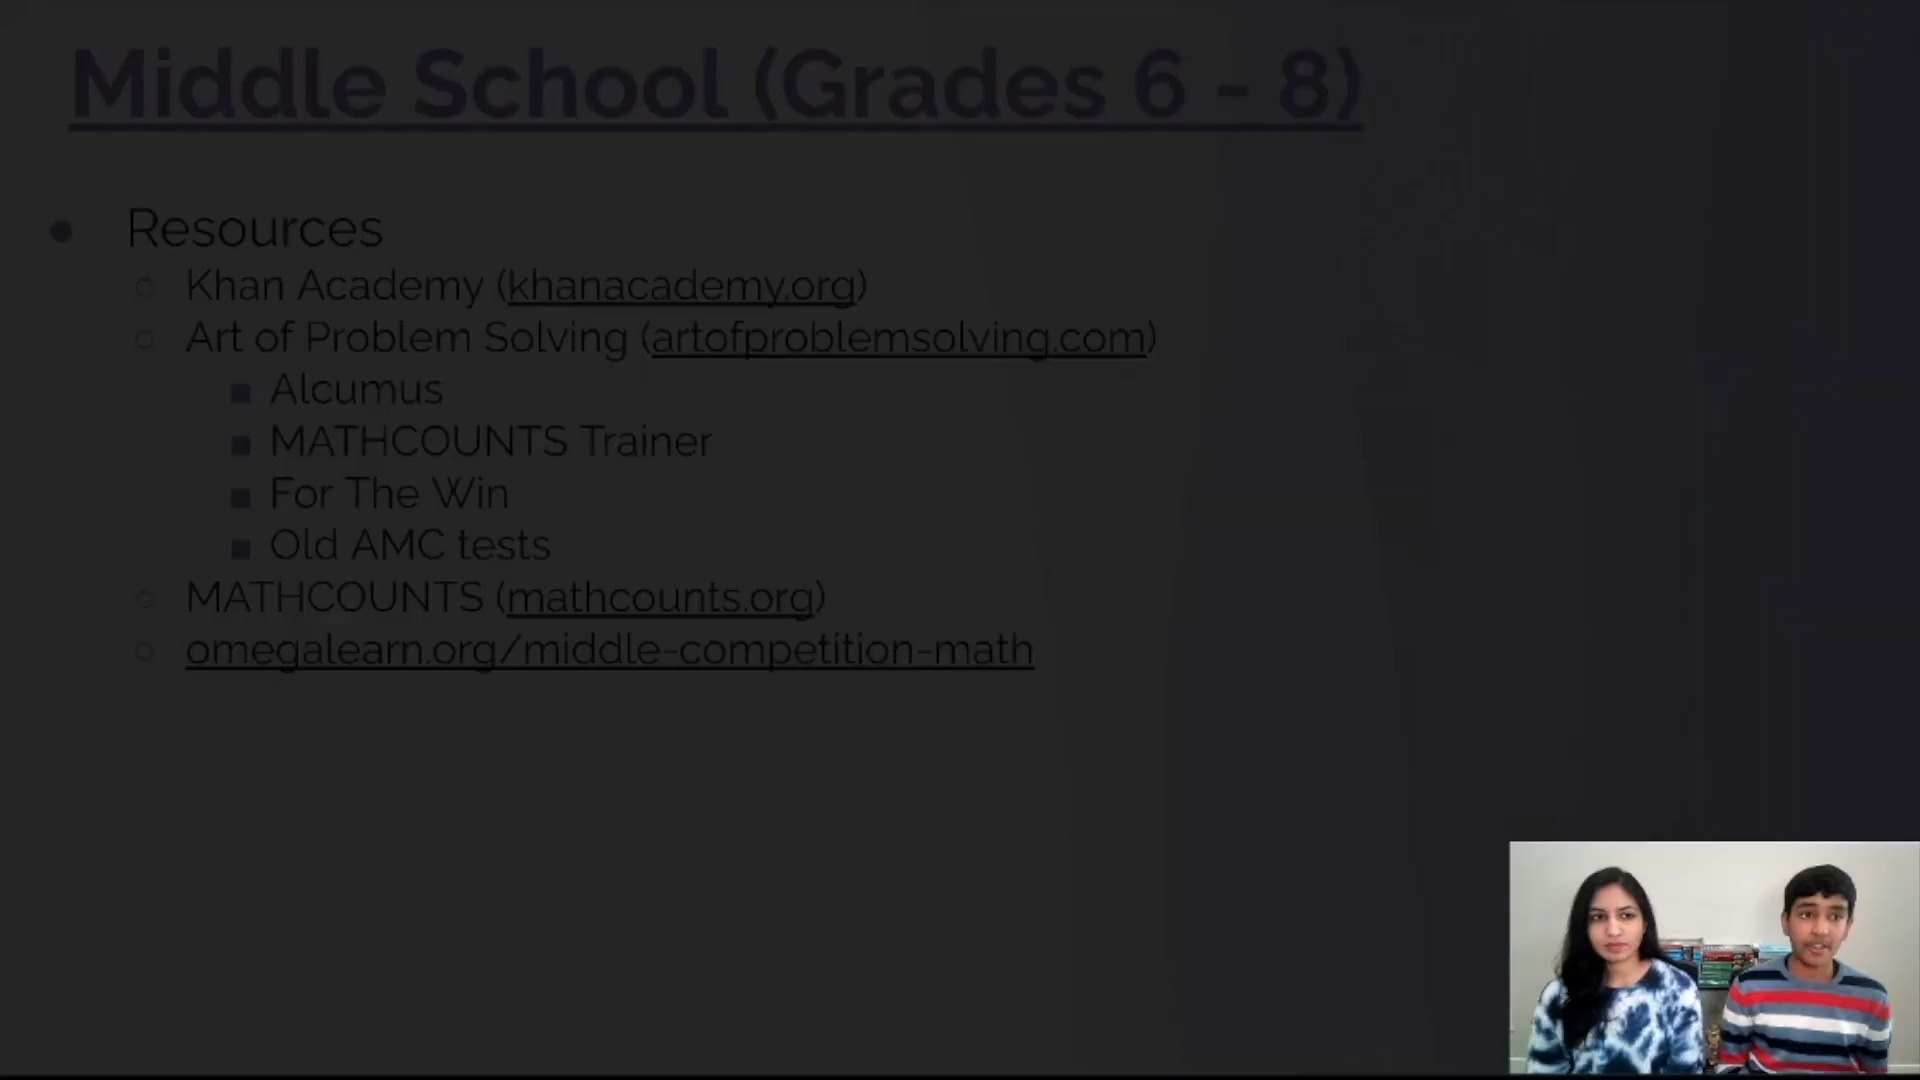 Middle School (Grades 6 - 8)
Resources
Khan Academy (khanacademy.org)
Art of Problem Solving (artofproblemsolving.com)
Alcumus
MATHCOUNTS Trainer
For The Win
Old AMC tests
MATHCOUNTS (mathcounts.org)
omegalearn.org/middle-competition-math